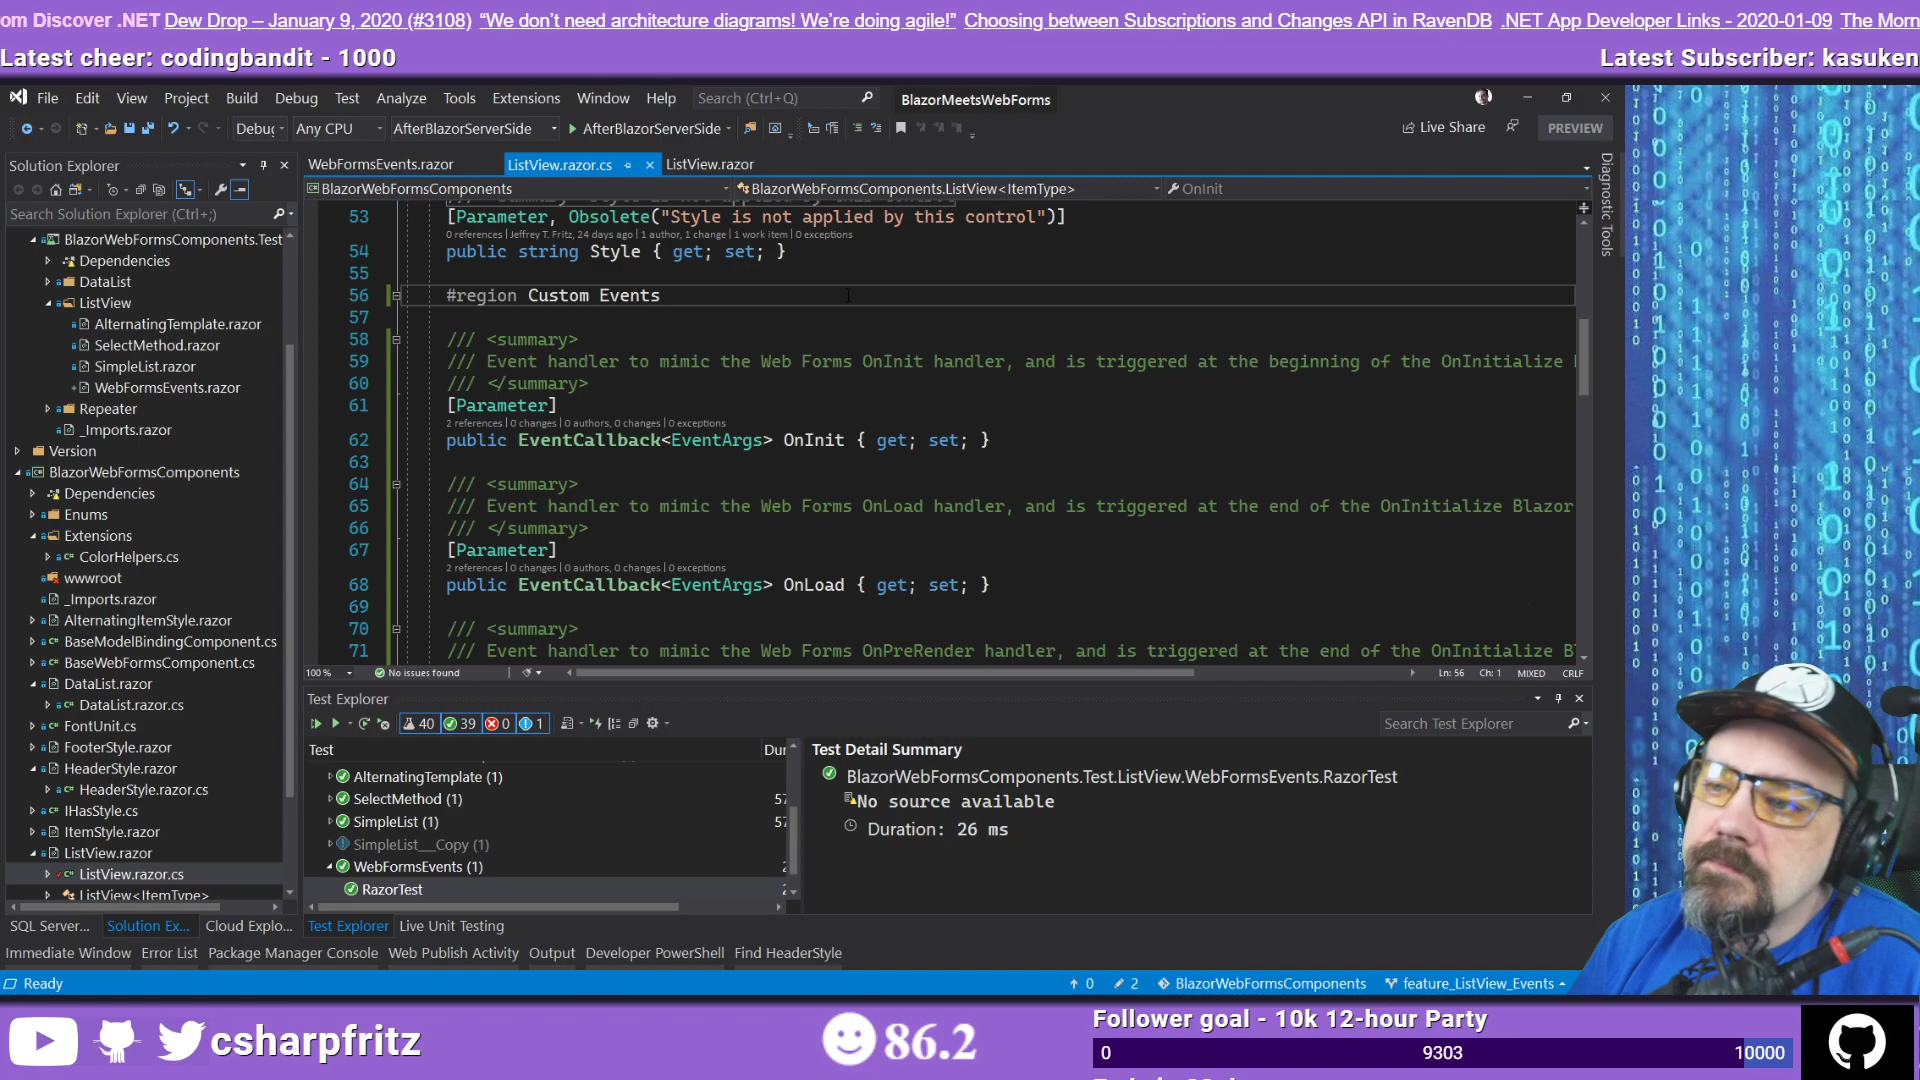 om Discover .NET Dew Drop – January 9, 2020 (#3108) “We don’t need architecture diagrams! We’re doing agile!” Choosing between Subscriptions and Changes API in RavenDB .NET App Developer Links - 2020-01-09 The Morn
Latest cheer: codingbandit - 1000
Latest Subscriber: kasuken
File Edit View Project Build Debug Test Analyze Tools Extensions Window Help Search (Ctrl+Q) BlazorMeetsWebForms
Debug Any CPU AfterBlazorServerSide AfterBlazorServerSide Live Share PREVIEW
Solution Explorer
WebFormsEvents.razor ListView.razor.cs ListView.razor
BlazorWebFormsComponents BlazorWebFormsComponents.ListView<ItemType> OnInit
Search Solution Explorer (Ctrl+;)
BlazorWebFormsComponents.Test
Dependencies
DataList
ListView
AlternatingTemplate.razor
SelectMethod.razor
SimpleList.razor
WebFormsEvents.razor
Repeater
_Imports.razor
Version
BlazorWebFormsComponents
Dependencies
Enums
Extensions
ColorHelpers.cs
wwwroot
_Imports.razor
AlternatingItemStyle.razor
BaseModelBindingComponent.cs
BaseWebFormsComponent.cs
DataList.razor
DataList.razor.cs
FontUnit.cs
FooterStyle.razor
HeaderStyle.razor
HeaderStyle.razor.cs
IHasStyle.cs
ItemStyle.razor
ListView.razor
ListView.razor.cs
ListView<ItemType>
SQL Server... Solution Ex... Cloud Explo...
53 [Parameter, Obsolete("Style is not applied by this control")]
0 references | Jeffrey T. Fritz, 24 days ago | 1 author, 1 change | 1 work item | 0 exceptions
54 public string Style { get; set; }
55
56 #region Custom Events
57
58 /// <summary>
59 /// Event handler to mimic the Web Forms OnInit handler, and is triggered at the beginning of the OnInitialize
60 /// </summary>
61 [Parameter]
2 references | 0 changes | 0 authors, 0 changes | 0 exceptions
62 public EventCallback<EventArgs> OnInit { get; set; }
63
64 /// <summary>
65 /// Event handler to mimic the Web Forms OnLoad handler, and is triggered at the end of the OnInitialize Blazor
66 /// </summary>
67 [Parameter]
2 references | 0 changes | 0 authors, 0 changes | 0 exceptions
68 public EventCallback<EventArgs> OnLoad { get; set; }
69
70 /// <summary>
71 /// Event handler to mimic the Web Forms OnPreRender handler, and is triggered at the end of the OnInitialize B
100% No issues found Ln: 56 Ch: 1 MIXED CRLF
Diagnostic Tools
Test Explorer
40 39 0 1 Search Test Explorer
Test Dur
AlternatingTemplate (1)
SelectMethod (1) 57
SimpleList (1) 57
SimpleList__Copy (1)
WebFormsEvents (1) 2
RazorTest 2
Test Detail Summary
BlazorWebFormsComponents.Test.ListView.WebFormsEvents.RazorTest
No source available
Duration: 26 ms
Test Explorer Live Unit Testing
Immediate Window Error List Package Manager Console Web Publish Activity Output Developer PowerShell Find HeaderStyle
Ready 0 2 BlazorWebFormsComponents feature_ListView_Events
csharpfritz
86.2
Follower goal - 10k 12-hour Party
0 9303 10000